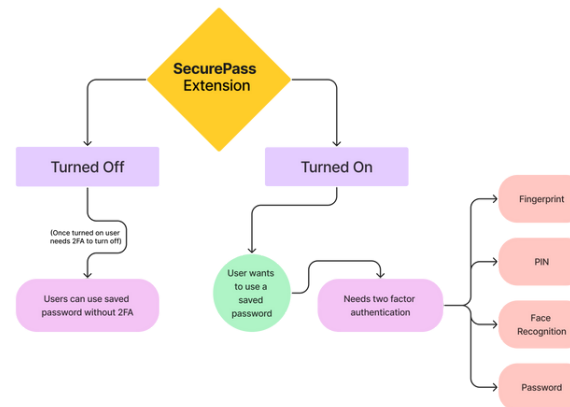 SecurePass
Extension
Turned Off
Turned On
(Once turned on user
needs 2FA to turn off)
Users can use saved
password without 2FA
User wants
to use a
saved
password
Needs two factor
authentication
Fingerprint
PIN
Face
Recognition
Password